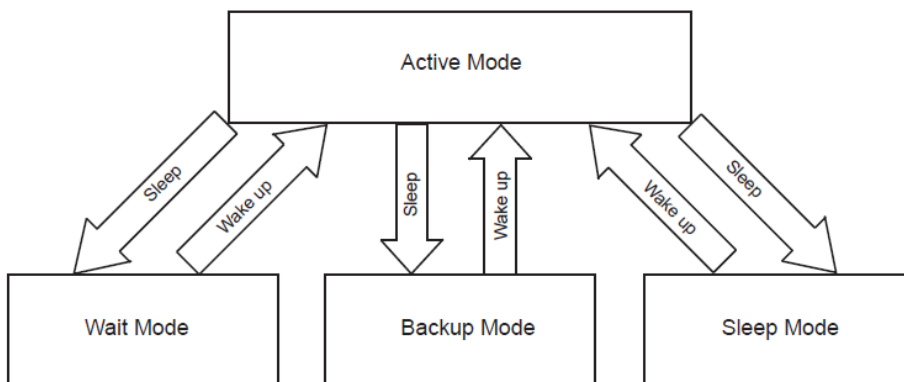 Active Mode
Sleep
Wake up
Sleep
Wake up
Wake up
Sleep
Wait Mode
Backup Mode
Sleep Mode